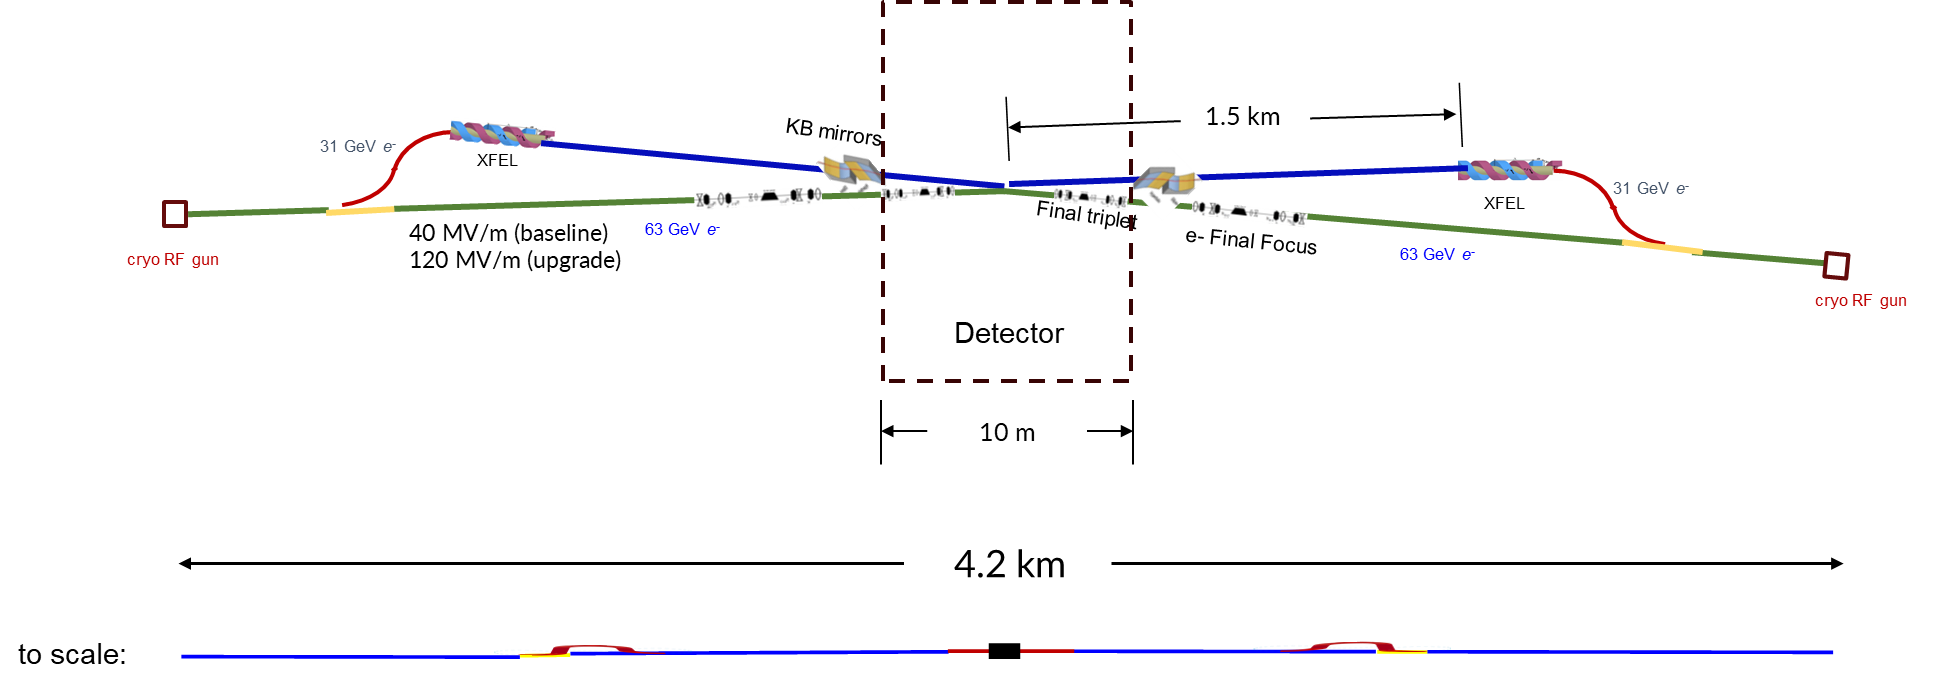 KB mirrors
1.5 km
31 GeV e-
XFEL
31 GeV e-
XFEL
Final triplet
40 MV/m (baseline)
120 MV/m (upgrade)
63 GeV e-
e- Final Focus
63 GeV e-
cryo RF gun
cryo RF gun
Detector
10 m
4.2 km
to scale: